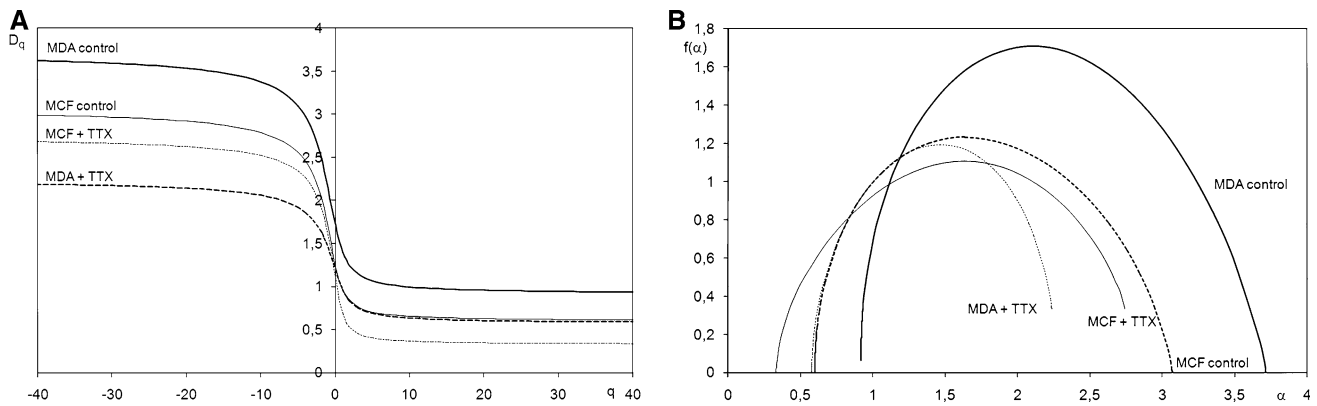 A
D_q
4
3,5
3
2,5
2
1,5
1
0,5
0
MDA control
MCF control
MCF + TTX
MDA + TTX
-40 -30 -20 -10 0 10 20 30 40
q
B
f(α)
1,8
1,6
1,4
1,2
1
0,8
0,6
0,4
0,2
0
MDA control
MDA + TTX
MCF + TTX
MCF control
0 0,5 1 1,5 2 2,5 3 3,5 4
α